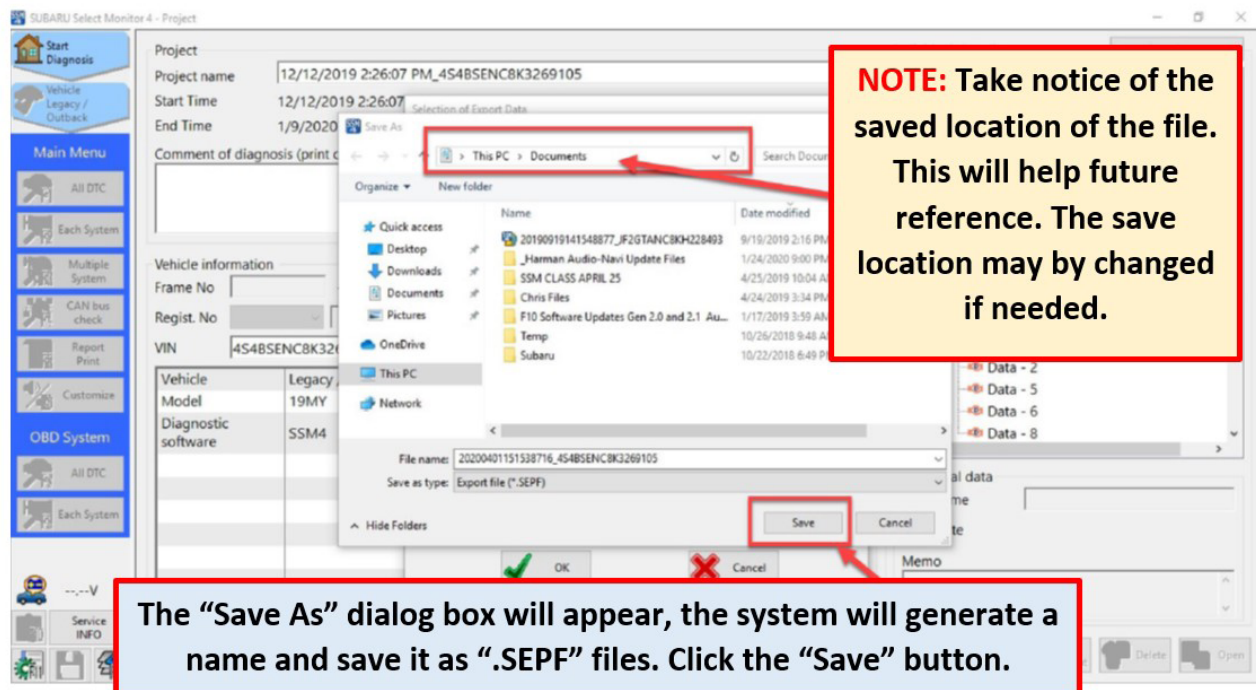 SUBARU Select Monitor 4 - Project
Start
Diagnosis
Vehicle
Legacy /
Outback
Main Menu
All DTC
Each System
Multiple
System
CAN bus
check
Report
Print
Customize
OBD System
All DTC
Each System
--.--V
Service
INFO
Project
Project name 12/12/2019 2:26:07 PM_4S4BSENC8K3269105
Start Time 12/12/2019 2:26:07
End Time 1/9/2020
Comment of diagnosis (print
Vehicle information
Frame No
Regist. No
VIN 4S4BSENC8K32
Vehicle Legacy
Model 19MY
Diagnostic
software SSM4
Selection of Export Data
Save As
This PC > Documents
Search Docu
Organize New folder
Quick access
Desktop
Downloads
Documents
Pictures
OneDrive
This PC
Network
Name Date modified
20190919141548877_JF2GTANC8KH228493 9/19/2019 2:16 PM
_Harman Audio-Navi Update Files 1/24/2020 9:00 PM
SSM CLASS APRIL 25 4/25/2019 10:04 A
Chris Files 4/24/2019 3:34 PM
F10 Software Updates Gen 2.0 and 2.1 Au... 1/17/2019 3:59 AM
Temp 10/26/2018 9:48 A
Subaru 10/22/2018 6:49 P
File name: 20200401151538716_4S4BSENC8K3269105
Save as type: Export file (*.SEPF)
Hide Folders
Save Cancel
OK Cancel
NOTE: Take notice of the
saved location of the file.
This will help future
reference. The save
location may by changed
if needed.
Data - 2
Data - 5
Data - 6
Data - 8
al data
me
te
Memo
Delete Open
The “Save As” dialog box will appear, the system will generate a
name and save it as “.SEPF” files. Click the “Save” button.